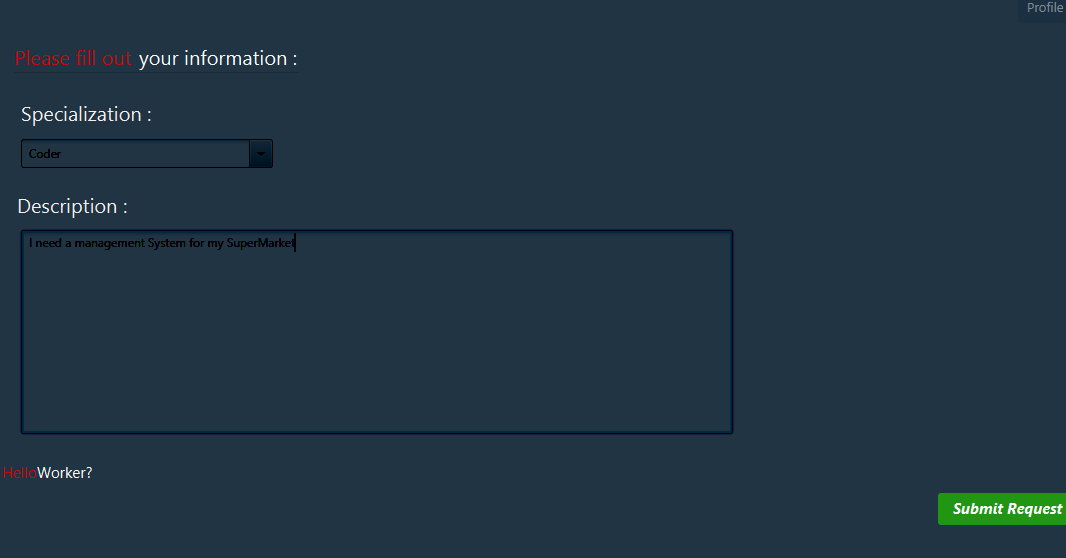 Profile
Please fill out your information :
Specialization :
Coder
Description :
I need a management System for my SuperMarket
HelloWorker?
Submit Request